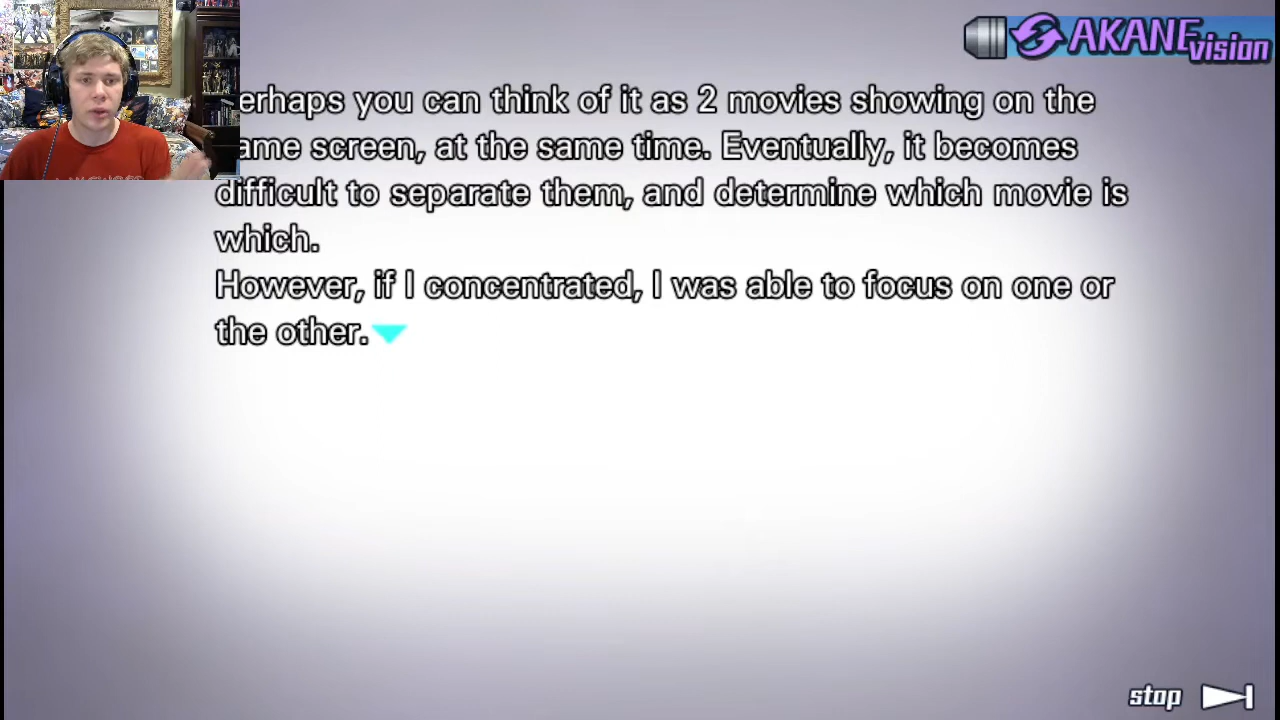 AKANE
vision
erhaps you can think of it as 2 movies showing on the
ame screen, at the same time. Eventually, it becomes
difficult to separate them, and determine which movie is
which.
However, if I concentrated, I was able to focus on one or
the other.
stop